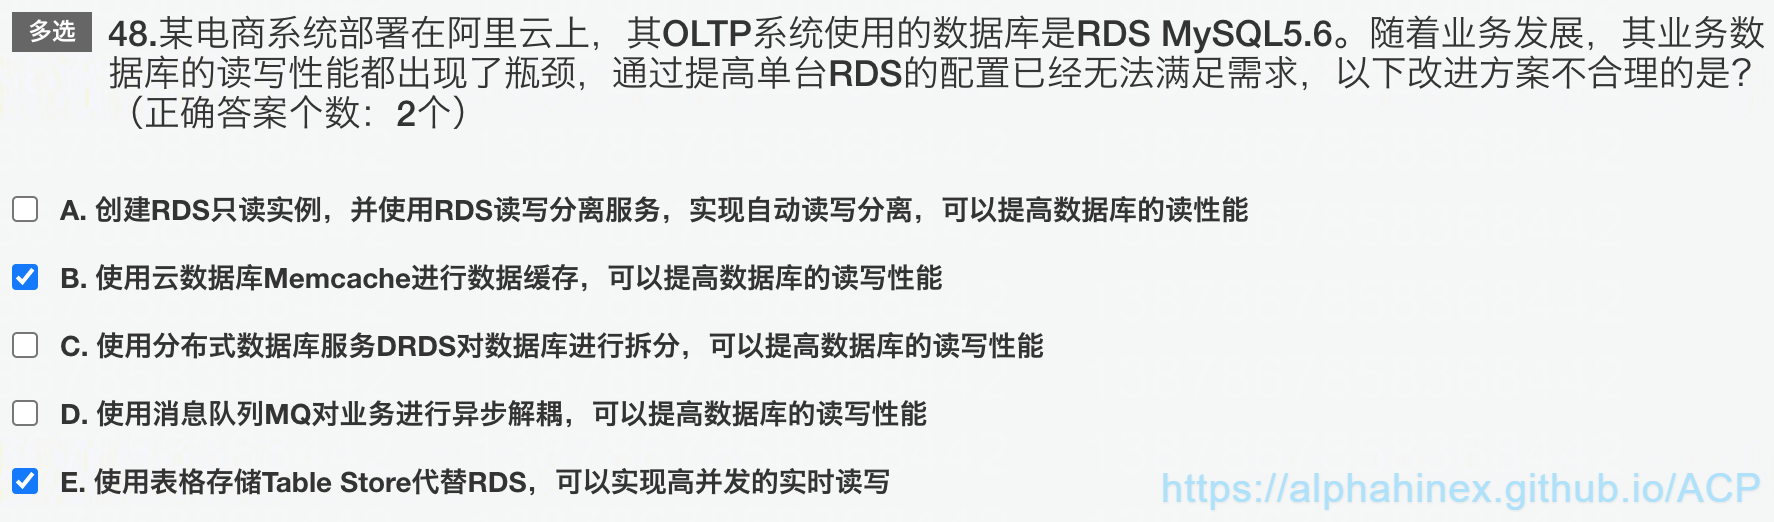 多选
48.某电商系统部署在阿里云上，其OLTP系统使用的数据库是RDS MySQL5.6。随着业务发展，其业务数
据库的读写性能都出现了瓶颈，通过提高单台RDS的配置已经无法满足需求，以下改进方案不合理的是？
（正确答案个数：2个）
A. 创建RDS只读实例，并使用RDS读写分离服务，实现自动读写分离，可以提高数据库的读性能
B. 使用云数据库Memcache进行数据缓存，可以提高数据库的读写性能
C. 使用分布式数据库服务DRDS对数据库进行拆分，可以提高数据库的读写性能
D. 使用消息队列MQ对业务进行异步解耦，可以提高数据库的读写性能
E. 使用表格存储Table Store代替RDS，可以实现高并发的实时读写
https://alphahinex.github.io/ACP